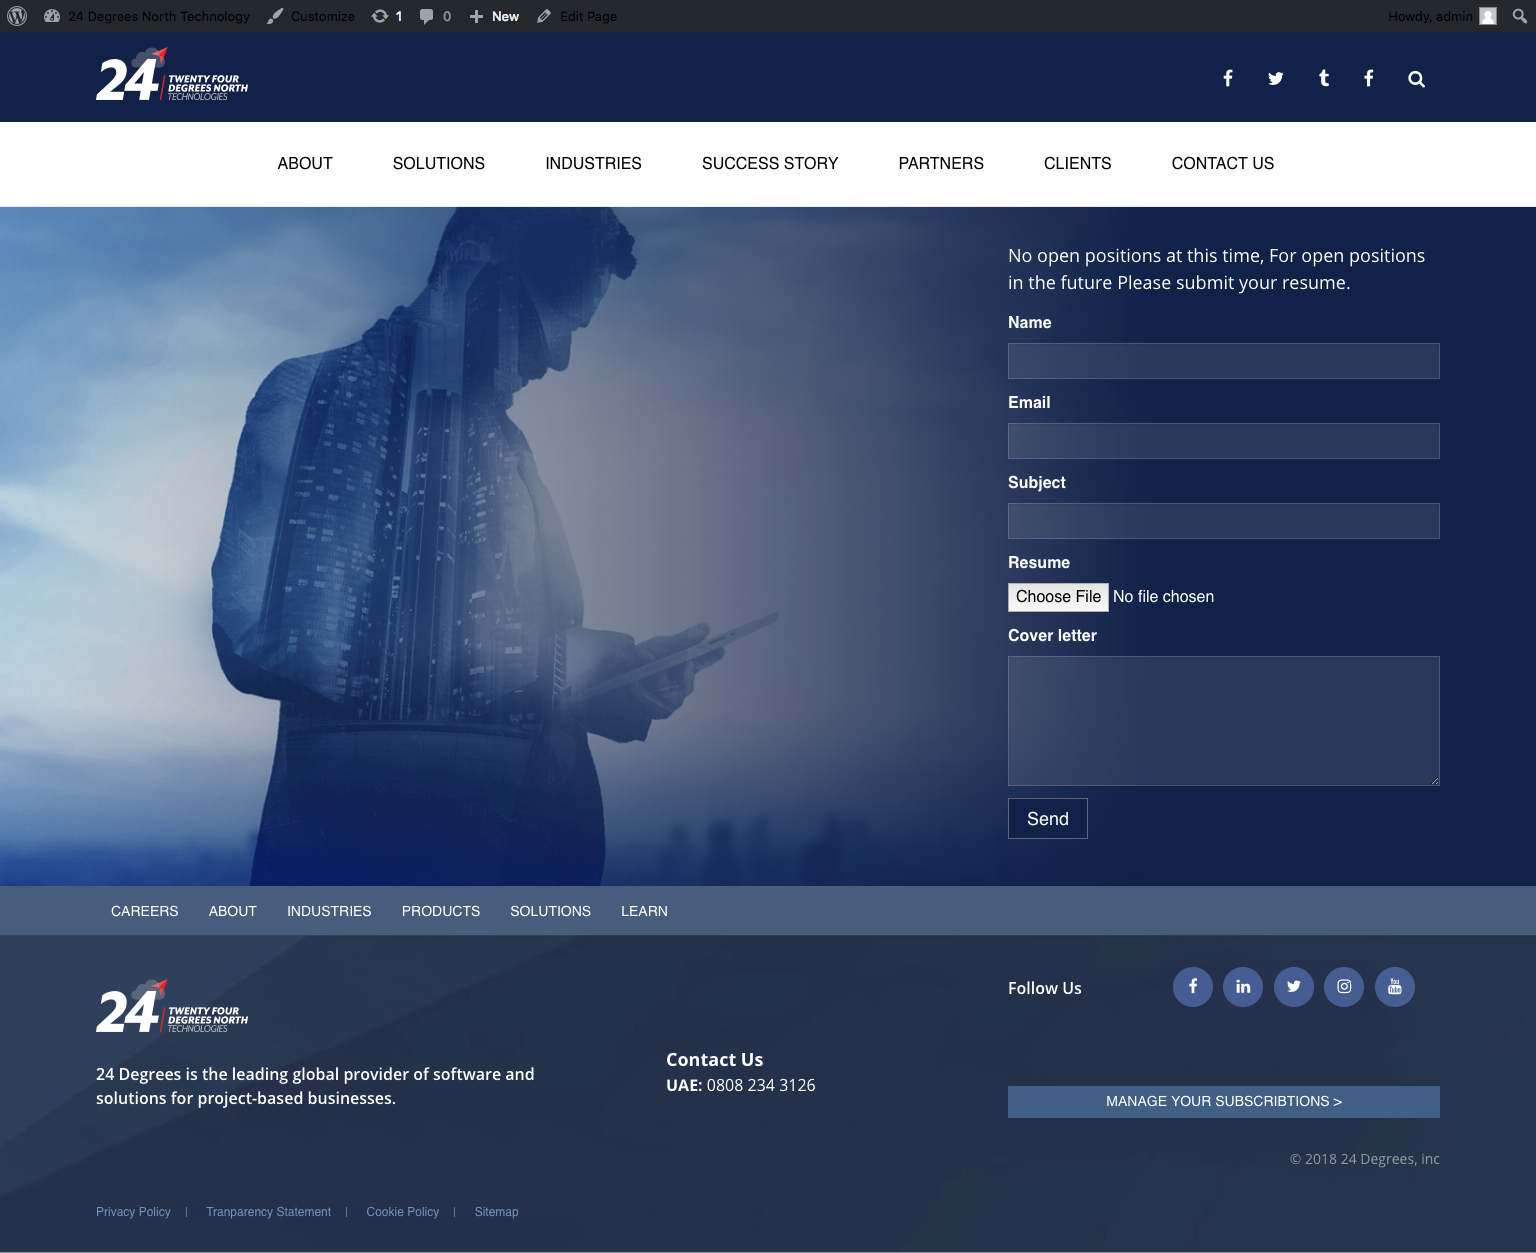 24 Degrees North Technology Customize 1 0 New Edit Page Howdy, admin
24 TWENTY FOUR
DEGREES NORTH
TECHNOLOGIES
ABOUT SOLUTIONS INDUSTRIES SUCCESS STORY PARTNERS CLIENTS CONTACT US
No open positions at this time, For open positions
in the future Please submit your resume.
Name
Email
Subject
Resume
Choose File No file chosen
Cover letter
Send
CAREERS ABOUT INDUSTRIES PRODUCTS SOLUTIONS LEARN
24 TWENTY FOUR
DEGREES NORTH
TECHNOLOGIES
Follow Us
You
Tube
24 Degrees is the leading global provider of software and
solutions for project-based businesses.
Contact Us
UAE: 0808 234 3126
MANAGE YOUR SUBSCRIBTIONS >
© 2018 24 Degrees, inc
Privacy Policy | Tranparency Statement | Cookie Policy | Sitemap